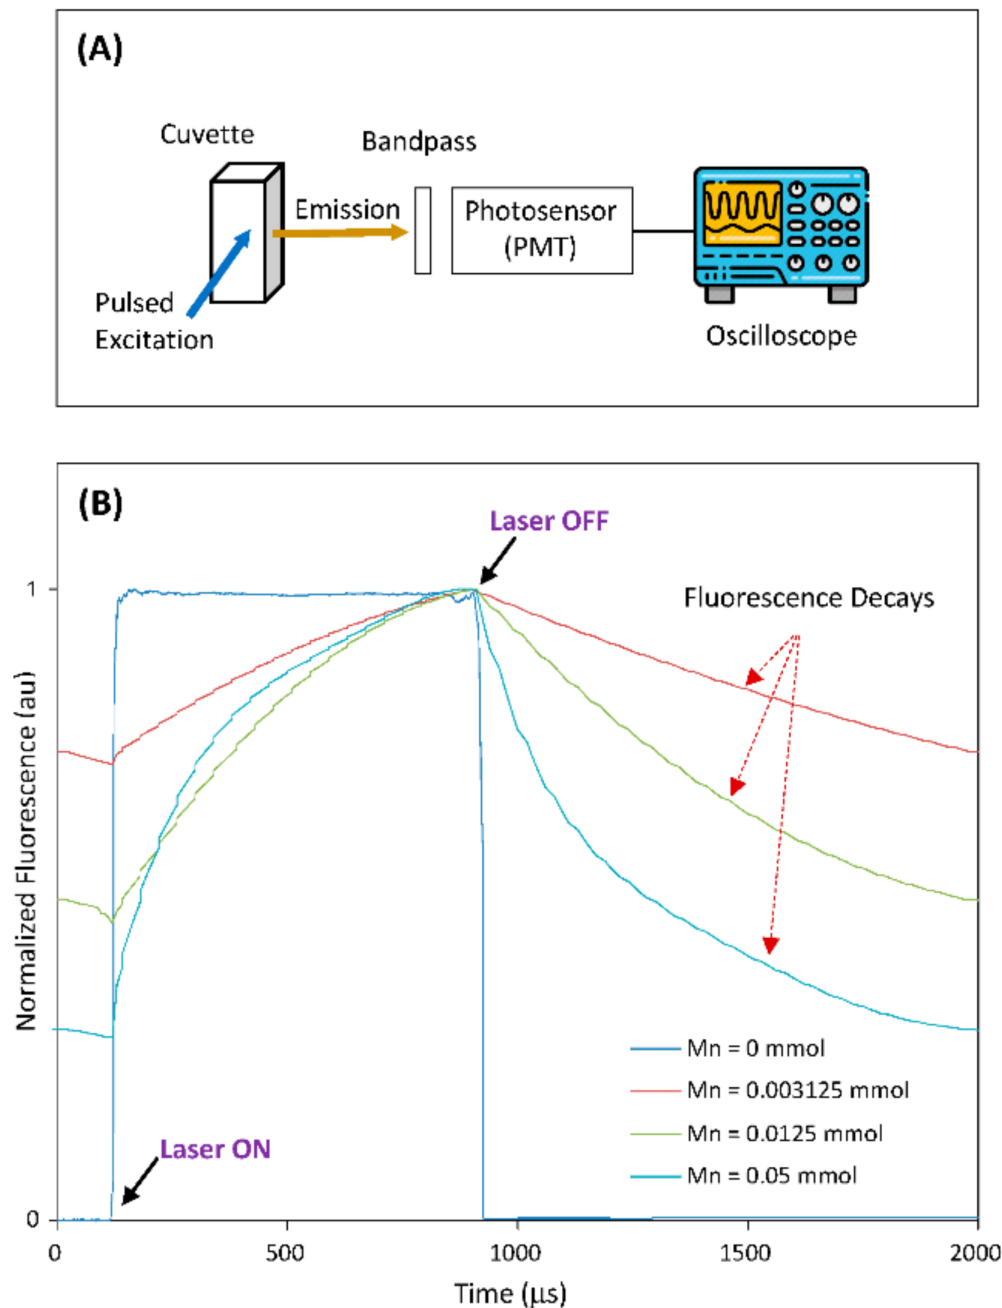 (A)
Cuvette
Bandpass
Emission
Photosensor
(PMT)
Pulsed
Excitation
Oscilloscope
(B)
Laser OFF
1
Fluorescence Decays
Normalized Fluorescence (au)
Mn = 0 mmol
Mn = 0.003125 mmol
Mn = 0.0125 mmol
Mn = 0.05 mmol
Laser ON
0
0 500 1000 1500 2000
Time (µs)